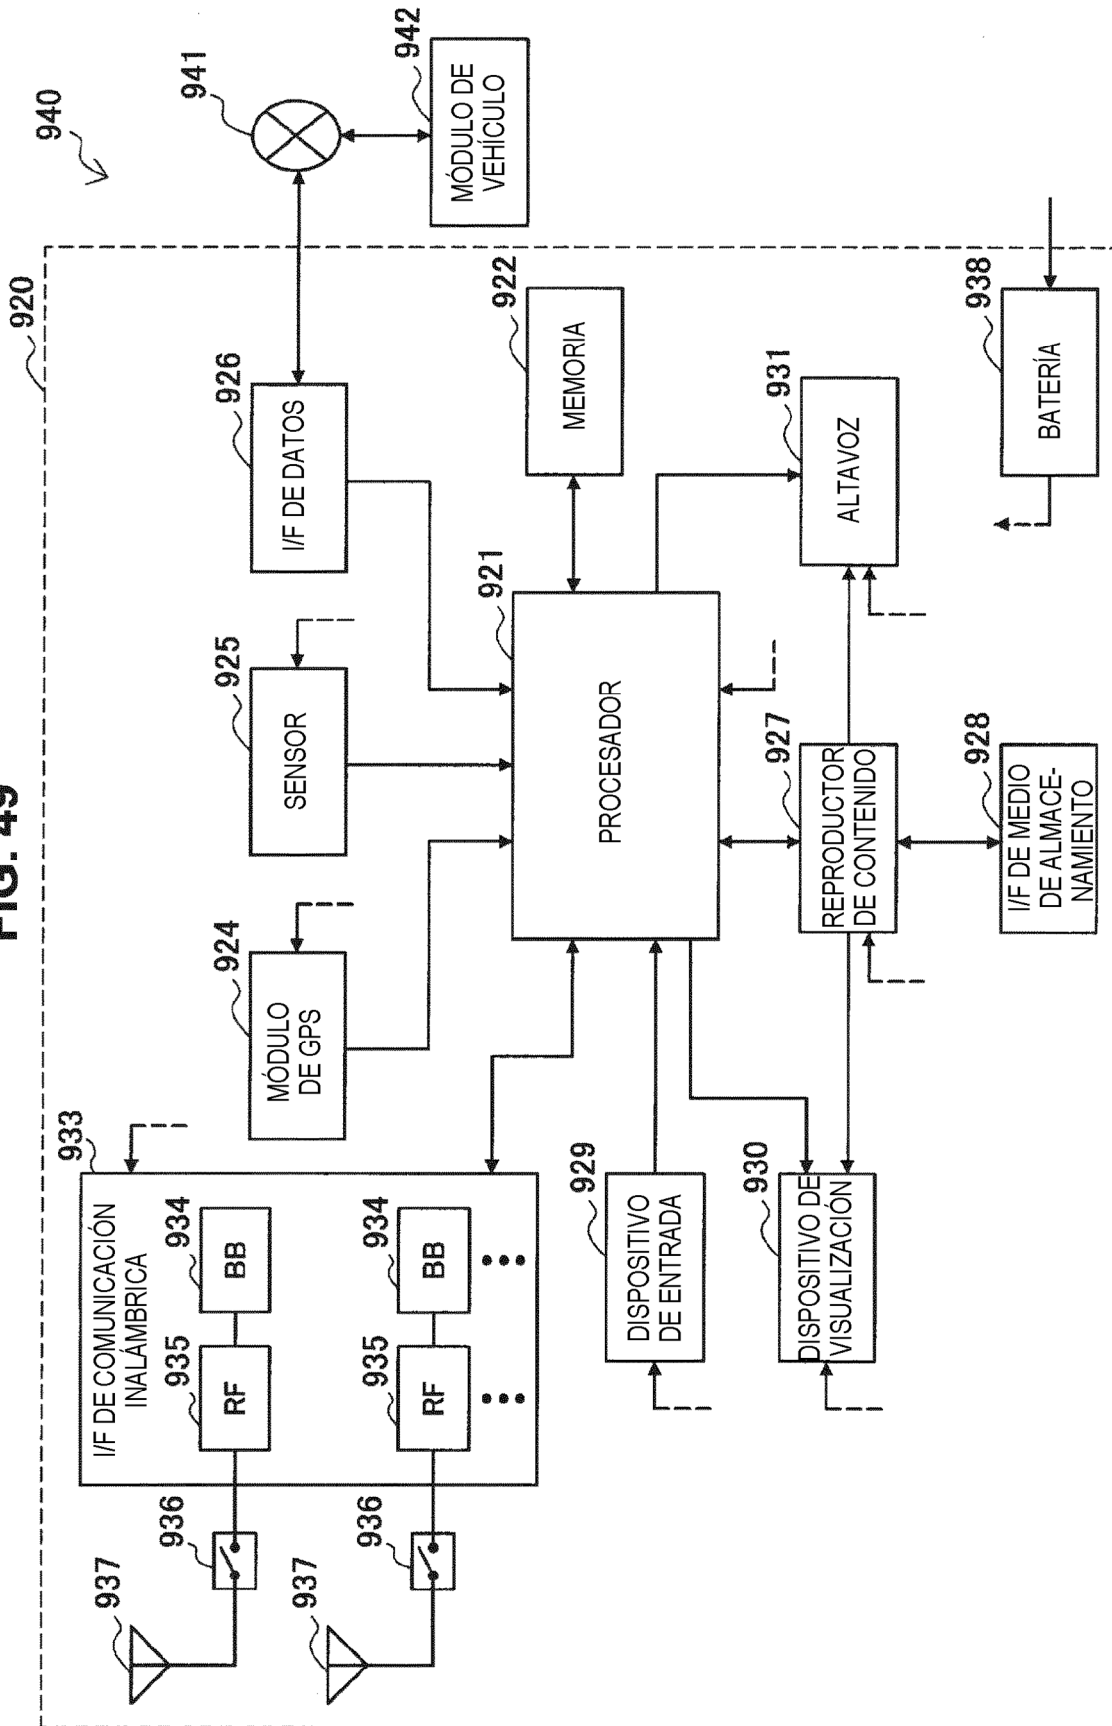 FIG. 49
920
940
933
I/F DE COMUNICACIÓN
INALÁMBRICA
937
936
935
RF
934
BB
937
936
935
RF
934
BB
924
MÓDULO
DE GPS
925
SENSOR
926
I/F DE DATOS
941
942
MÓDULO DE
VEHÍCULO
921
PROCESADOR
922
MEMORIA
929
DISPOSITIVO
DE ENTRADA
930
DISPOSITIVO DE
VISUALIZACIÓN
927
REPRODUCTOR
DE CONTENIDO
931
ALTAVOZ
928
I/F DE MEDIO
DE ALMACE-
NAMIENTO
938
BATERÍA